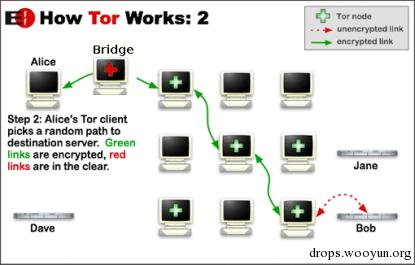 EFF How Tor Works: 2
Tor node
unencrypted link
encrypted link
Bridge
Alice
Step 2: Alice's Tor client
picks a random path to
destination server. Green
links are encrypted, red
links are in the clear.
Jane
Dave
Bob
drops.wooyun.org